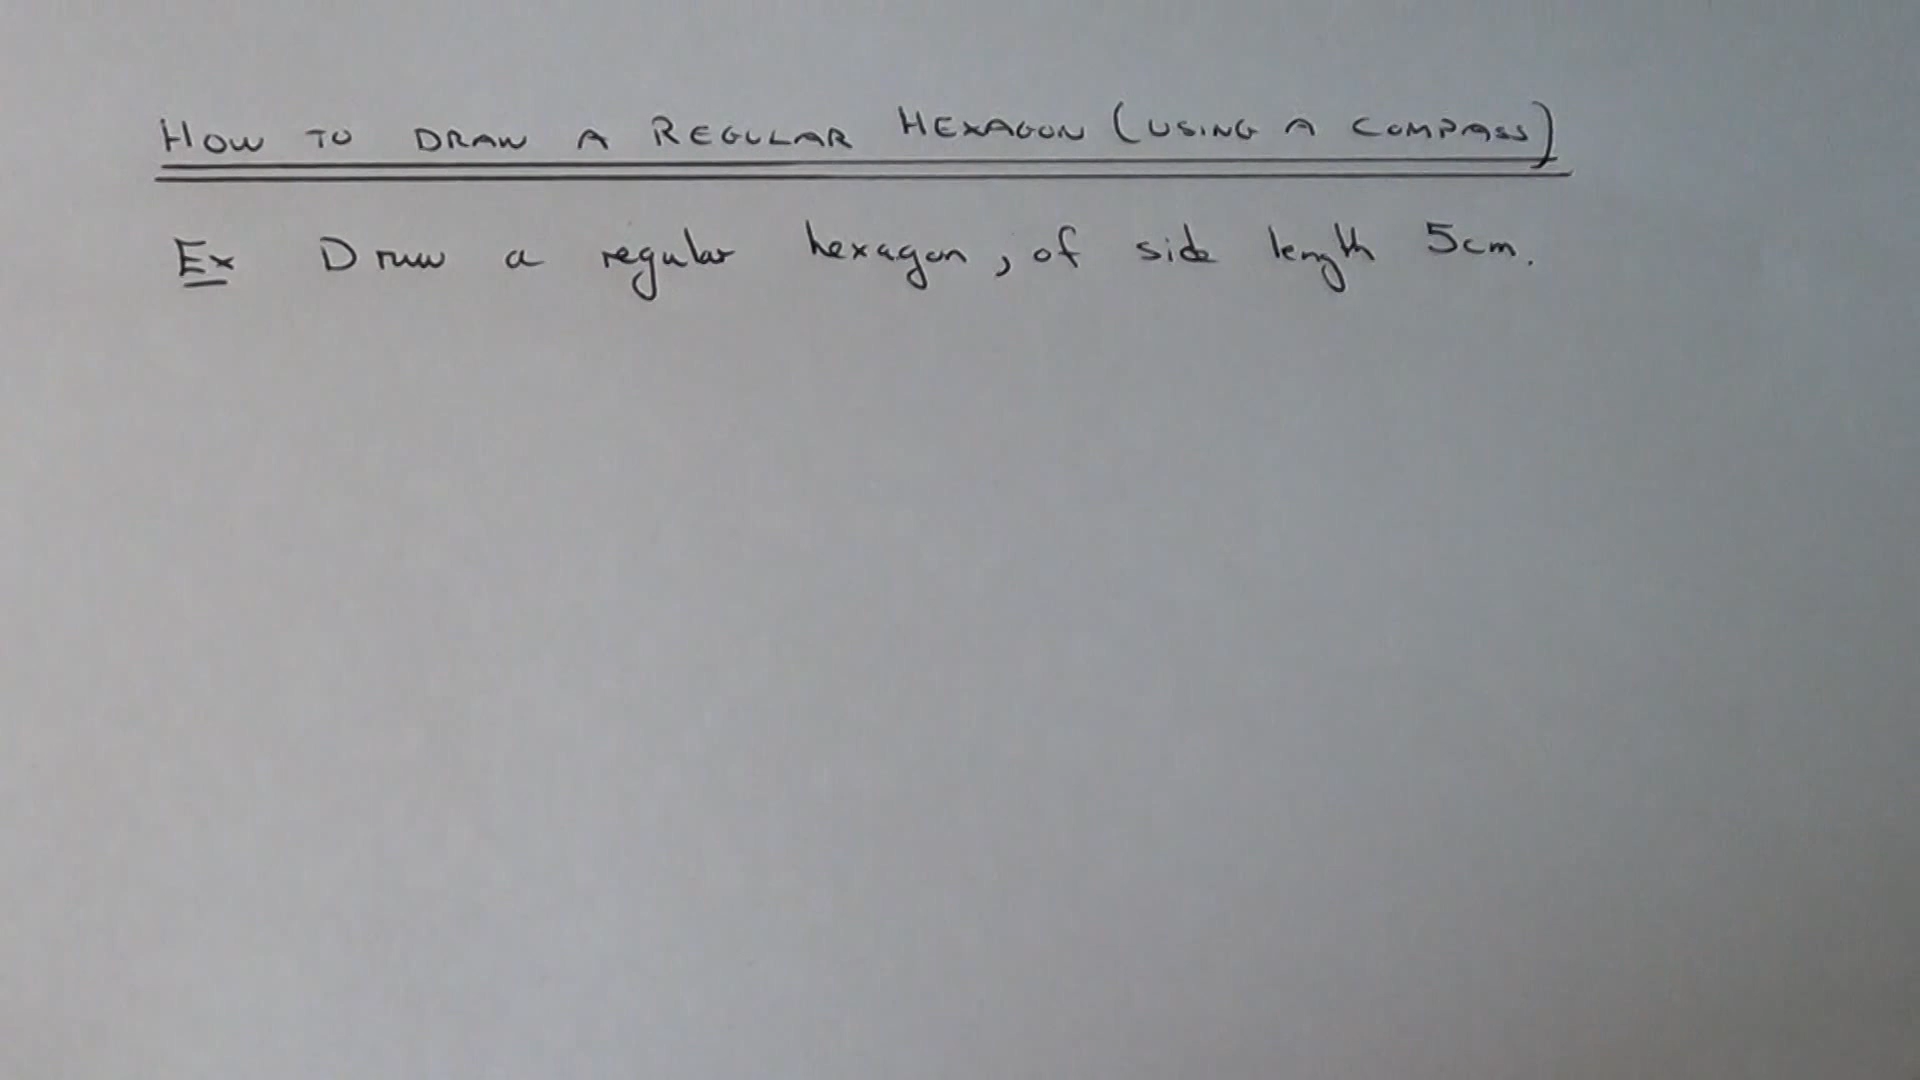 HOW TO DRAW A REGULAR HEXAGON (USING A COMPASS)
Ex Draw a regular hexagon, of side length 5cm.